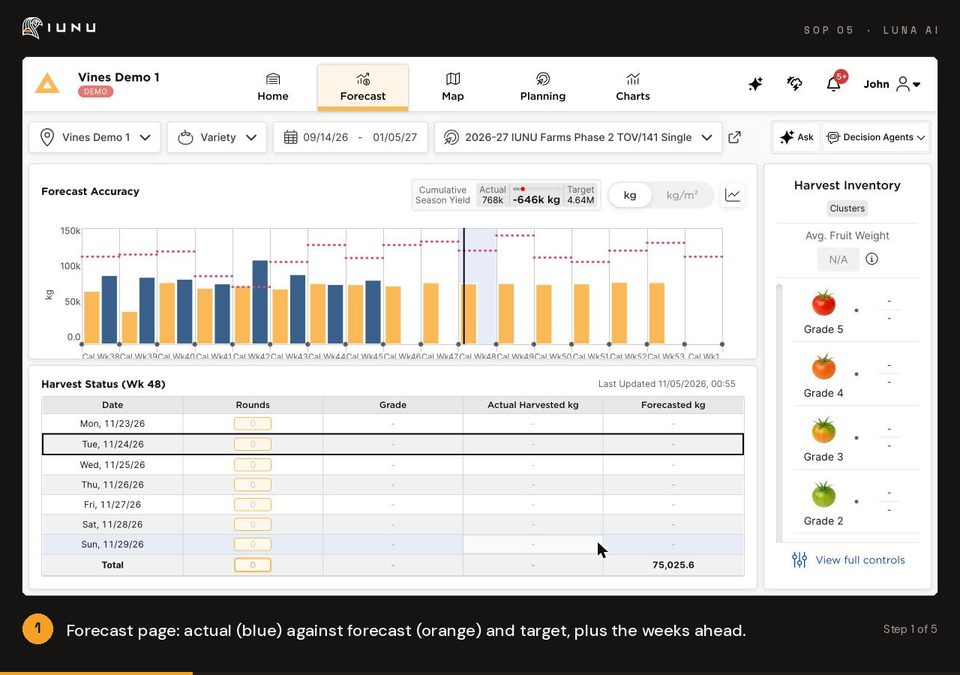 IUNU
SOP 05 · LUNA AI
Vines Demo 1
DEMO
Home
Forecast
Map
Planning
Charts
5+
John
Vines Demo 1
Variety
09/14/26 - 01/05/27
2026-27 IUNU Farms Phase 2 TOV/141 Single
Ask
Decision Agents
Forecast Accuracy
Cumulative Season Yield
Actual 768k
-646k kg
Target 4.64M
kg
kg/m²
150k
100k
50k
0.0
kg
Cal Wk38 Cal Wk39 Cal Wk40 Cal Wk41 Cal Wk42 Cal Wk43 Cal Wk44 Cal Wk45 Cal Wk46 Cal Wk47 Cal Wk48 Cal Wk49 Cal Wk50 Cal Wk51 Cal Wk52 Cal Wk53 Cal Wk1
Harvest Status (Wk 48)
Last Updated 11/05/2026, 00:55
Date Rounds Grade Actual Harvested kg Forecasted kg
Mon, 11/23/26 0 - - -
Tue, 11/24/26 0 - - -
Wed, 11/25/26 0 - - -
Thu, 11/26/26 0 - - -
Fri, 11/27/26 0 - - -
Sat, 11/28/26 0 - - -
Sun, 11/29/26 0 - - -
Total 0 - - 75,025.6
Harvest Inventory
Clusters
Avg. Fruit Weight
N/A
Grade 5 - -
Grade 4 - -
Grade 3 - -
Grade 2 - -
View full controls
1 Forecast page: actual (blue) against forecast (orange) and target, plus the weeks ahead.
Step 1 of 5